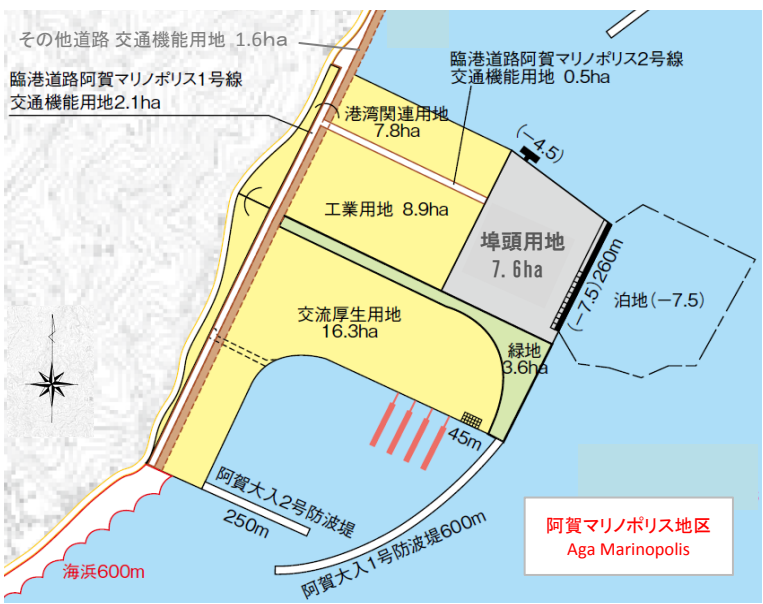 その他道路 交通機能用地 1.6ha
臨港道路阿賀マリノポリス1号線
交通機能用地2.1ha
臨港道路阿賀マリノポリス2号線
交通機能用地 0.5ha
港湾関連用地
7.8ha
(-4.5)
工業用地 8.9ha
埠頭用地
7.6ha
(-7.5)260m
泊地(-7.5)
交流厚生用地
16.3ha
緑地
3.6ha
45m
阿賀大入2号防波堤
250m
阿賀大入1号防波堤600m
海浜600m
阿賀マリノポリス地区
Aga Marinopolis